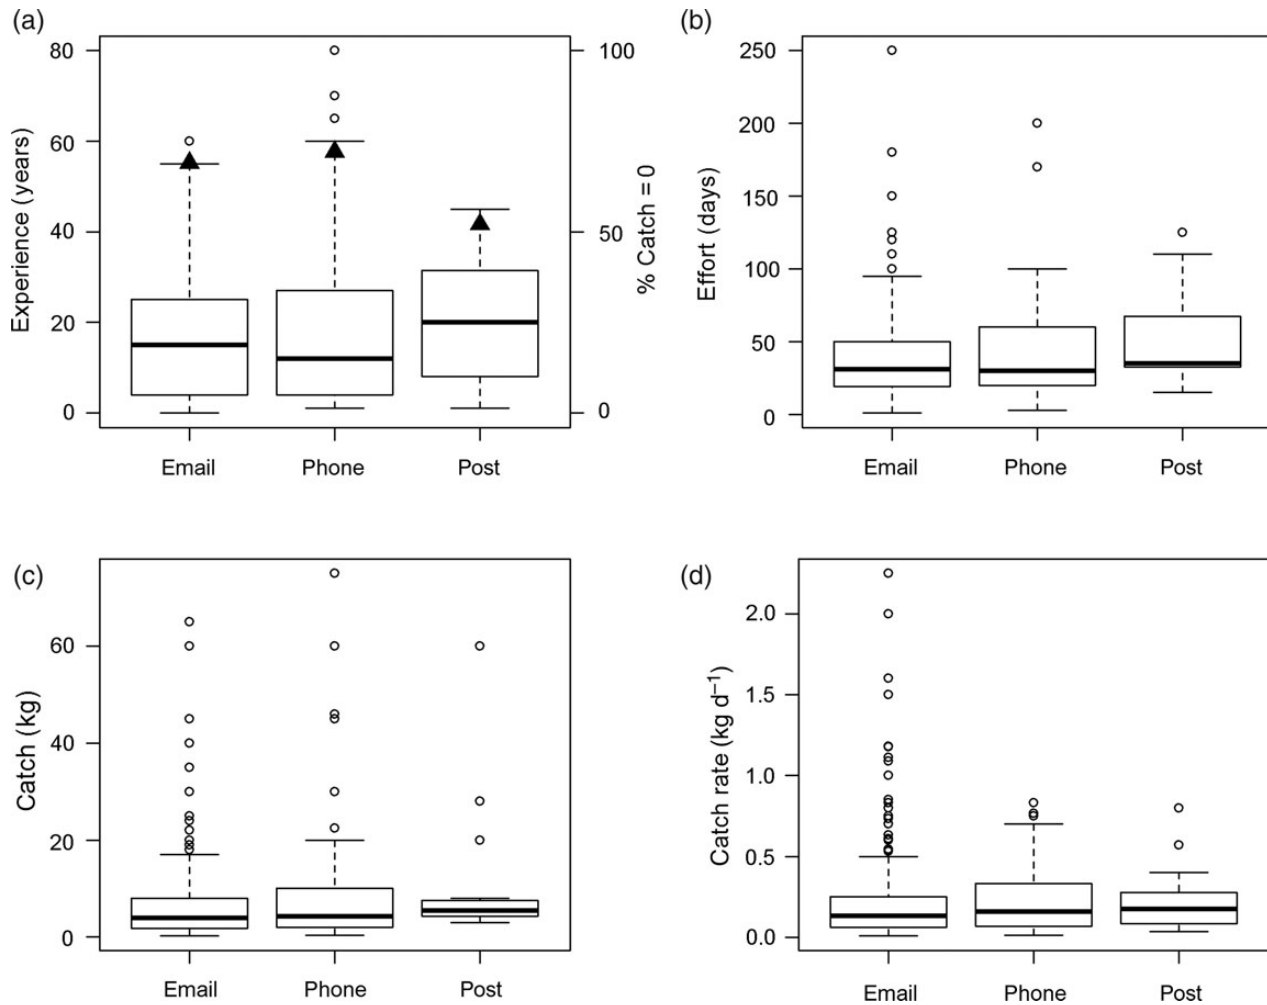 (a)
80
60
40
20
0
Experience (years)
100
50
0
% Catch = 0
Email Phone Post
(b)
250
200
150
100
50
0
Effort (days)
Email Phone Post
(c)
60
40
20
0
Catch (kg)
Email Phone Post
(d)
2.0
1.5
1.0
0.5
0.0
Catch rate (kg d⁻¹)
Email Phone Post